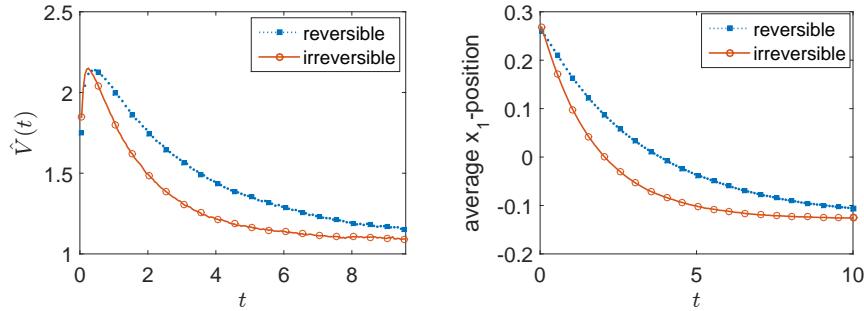 2.5
2
1.5
1
V̂(t)
0 2 4 6 8
t
reversible
irreversible
0.3
0.2
0.1
0
-0.1
-0.2
average x₁-position
0 5 10
t
reversible
irreversible